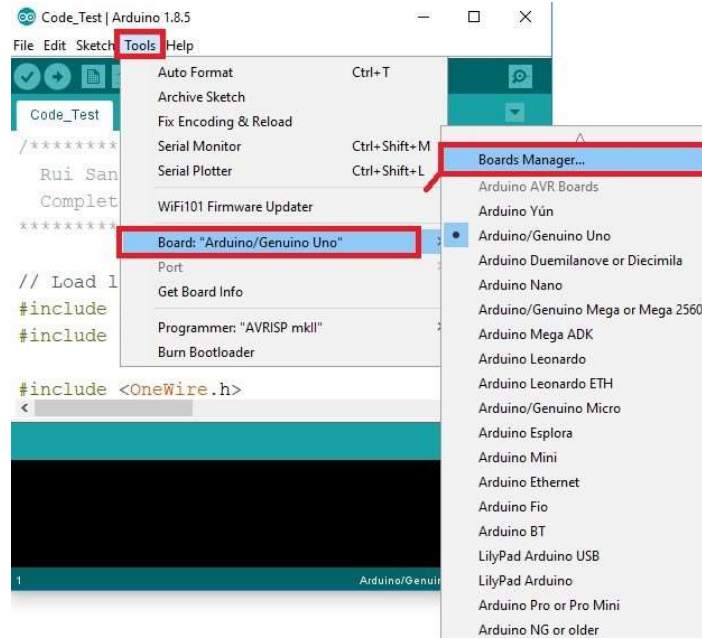 Code_Test | Arduino 1.8.5
File Edit Sketch Tools Help
Code_Test
/********
Rui San
Complet
*********
// Load l
#include
#include
#include <OneWire.h>
1
Arduino/Genuin
Auto Format Ctrl+T
Archive Sketch
Fix Encoding & Reload
Serial Monitor Ctrl+Shift+M
Serial Plotter Ctrl+Shift+L
WiFi101 Firmware Updater
Board: "Arduino/Genuino Uno"
Port
Get Board Info
Programmer: "AVRISP mkII"
Burn Bootloader
Boards Manager...
Arduino AVR Boards
Arduino Yún
Arduino/Genuino Uno
Arduino Duemilanove or Diecimila
Arduino Nano
Arduino/Genuino Mega or Mega 2560
Arduino Mega ADK
Arduino Leonardo
Arduino Leonardo ETH
Arduino/Genuino Micro
Arduino Esplora
Arduino Mini
Arduino Ethernet
Arduino Fio
Arduino BT
LilyPad Arduino USB
LilyPad Arduino
Arduino Pro or Pro Mini
Arduino NG or older